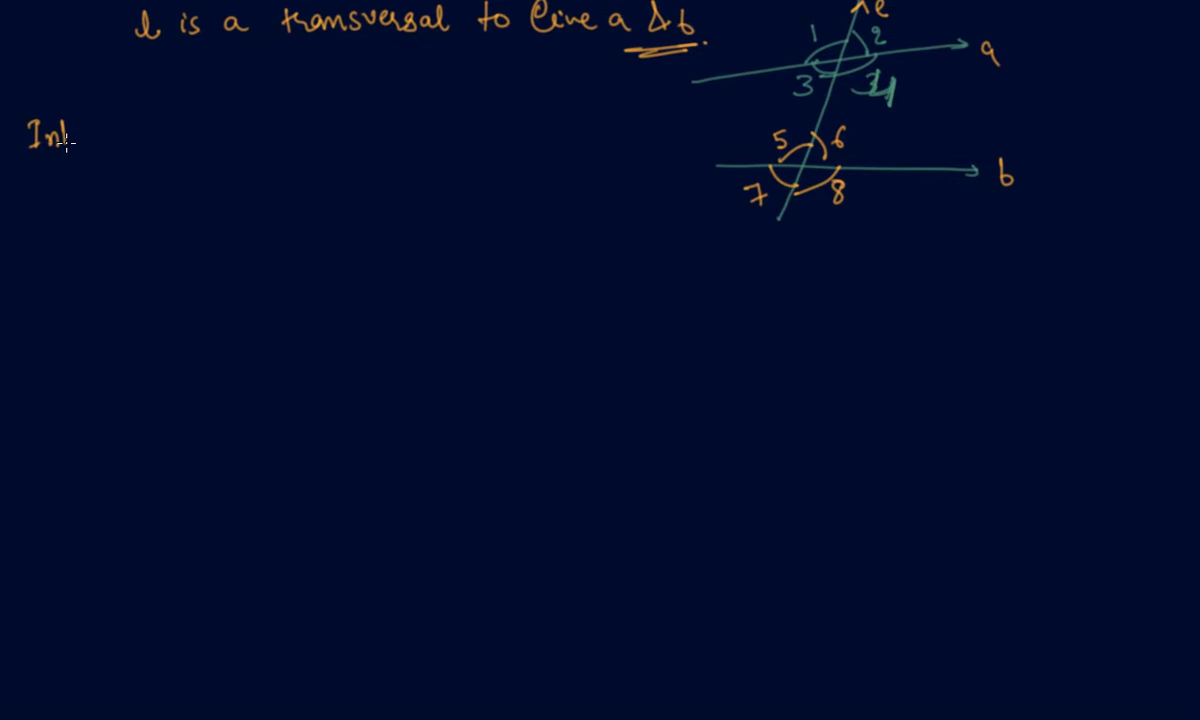 l is a transversal to line a & b.
l
1 2
a
3 4
Int
5 6
b
7 8